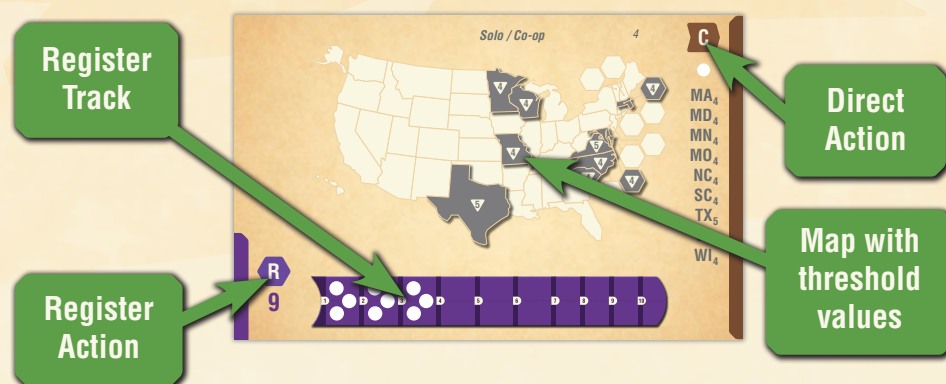 Register
Track
Solo / Co-op 4
C
Direct
Action
MA4
MD4
MN4
MO4
NC4
SC4
TX5
WI4
4
4
4
4
5
4
4
5
Map with
threshold
values
R
9
Register
Action
1 2 3 4 5 6 7 8 9 10